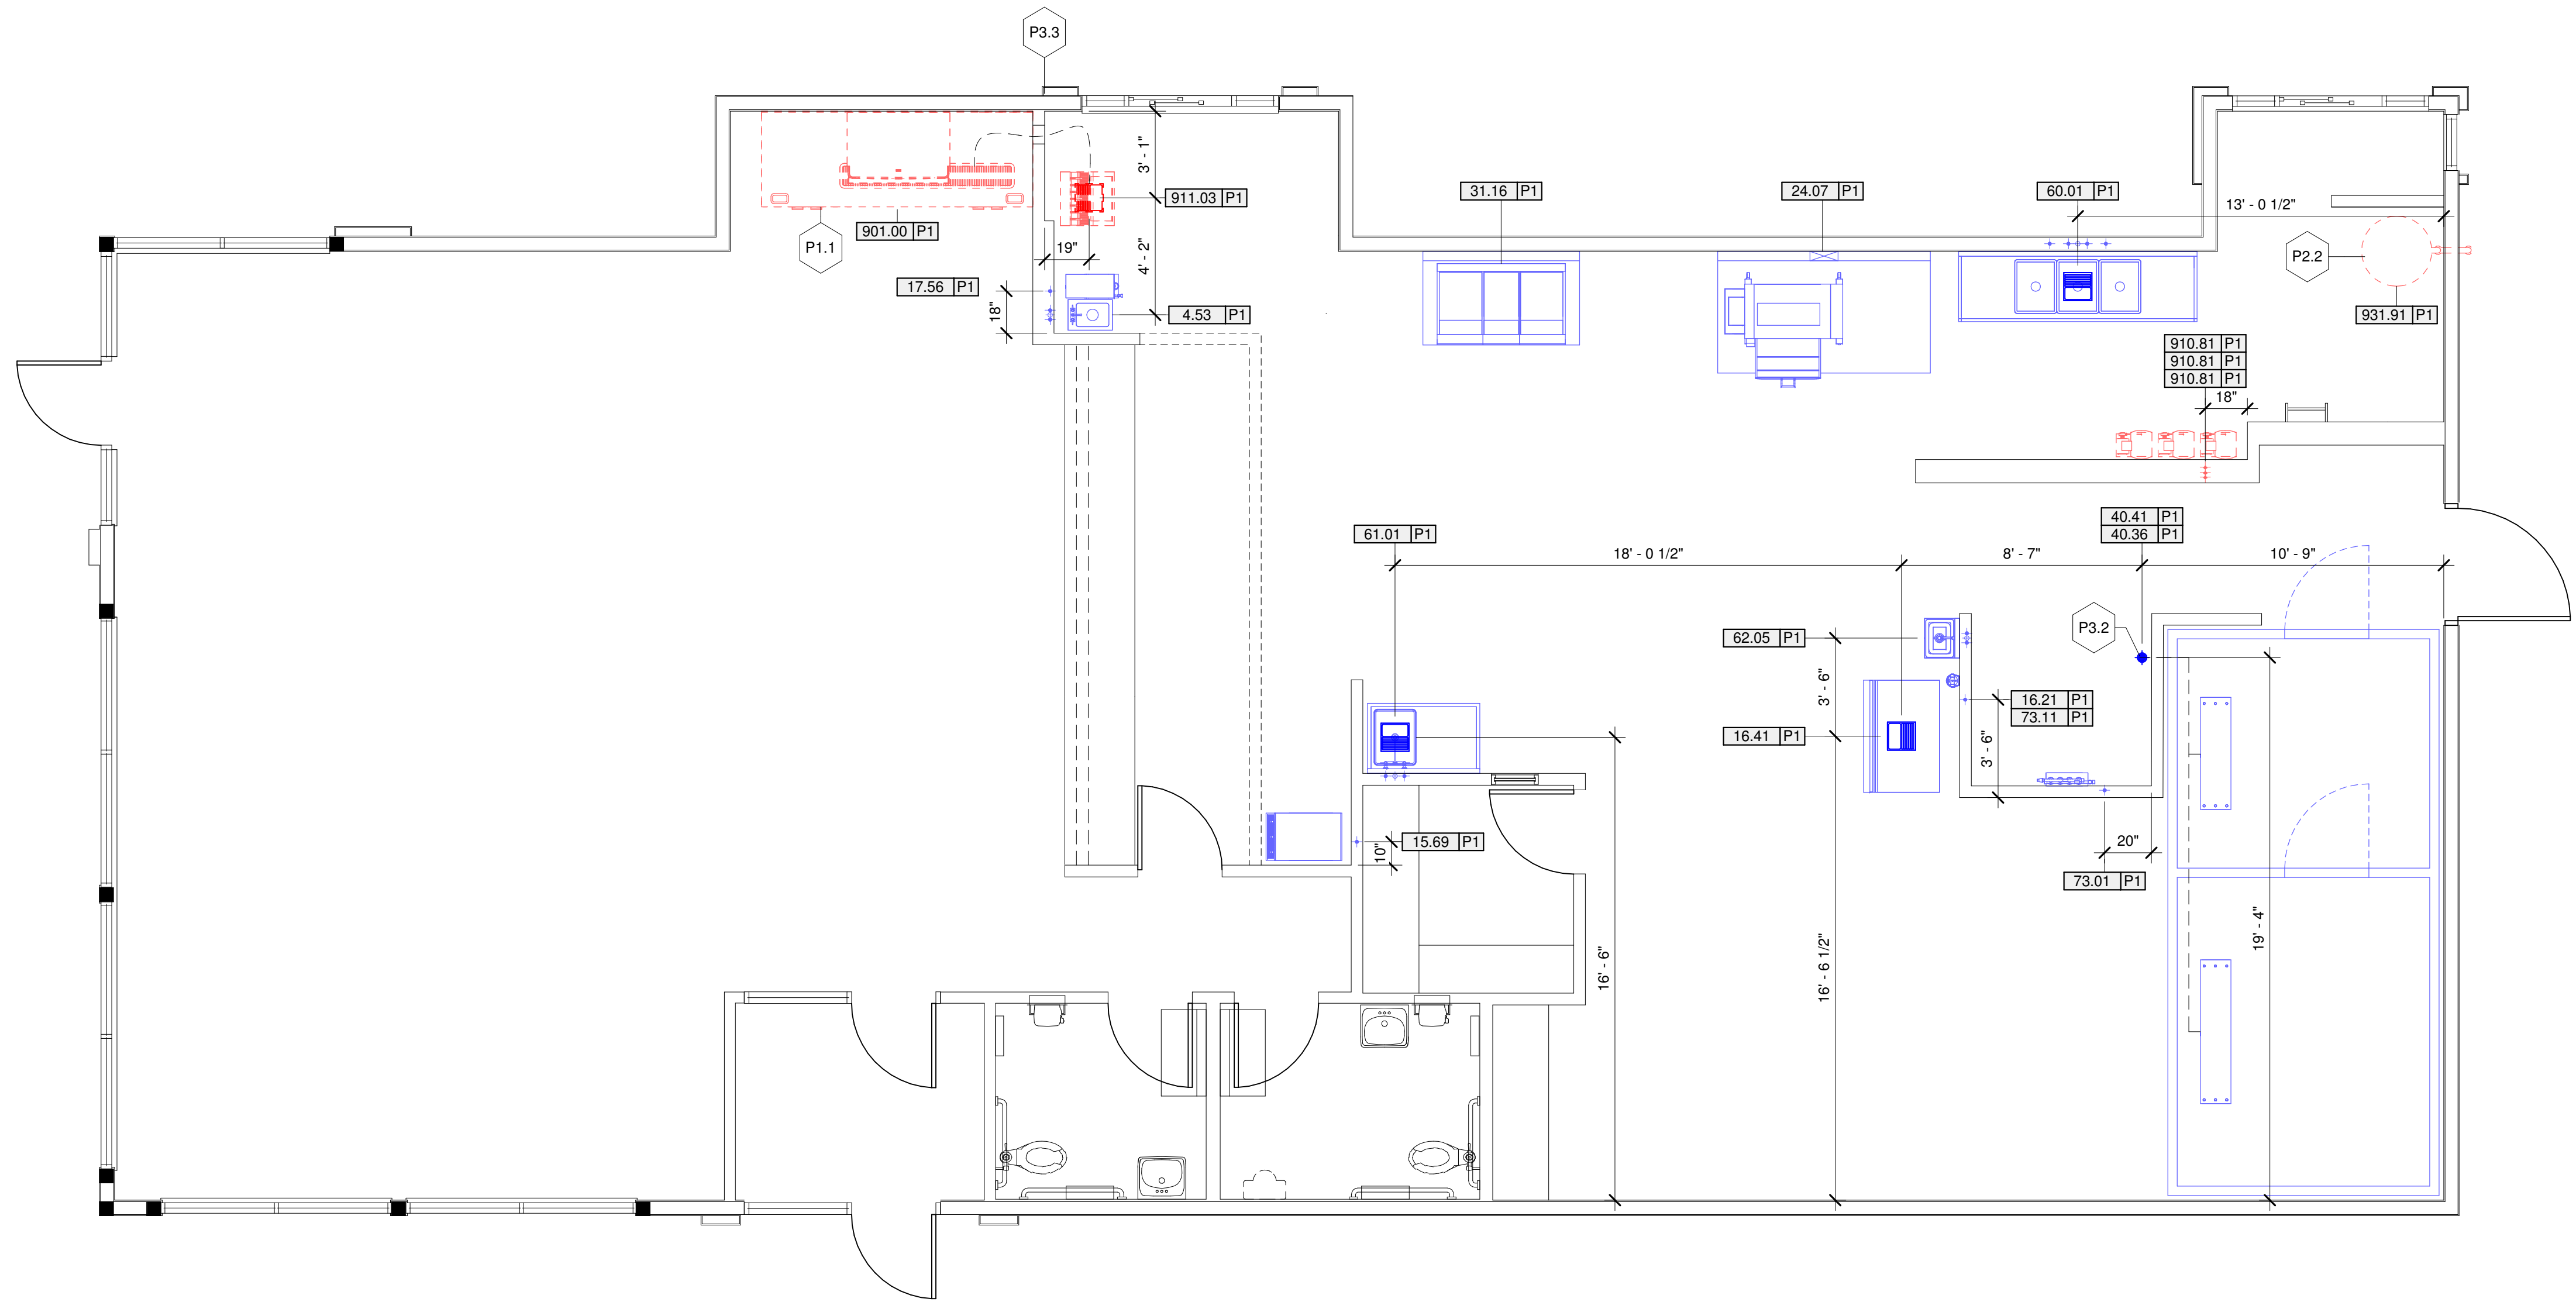 P3.3
3' - 1"
911.03 P1
31.16 P1
24.07 P1
60.01 P1
13' - 0 1/2"
901.00 P1
P1.1
19"
4' - 2"
P2.2
17.56 P1
18"
4.53 P1
931.91 P1
910.81 P1
910.81 P1
910.81 P1
18"
61.01 P1
18' - 0 1/2"
8' - 7"
10' - 9"
40.41 P1
40.36 P1
62.05 P1
P3.2
3' - 6"
16.21 P1
73.11 P1
16.41 P1
3' - 6"
15.69 P1
10"
20"
73.01 P1
16' - 6"
16' - 6 1/2"
19' - 4"